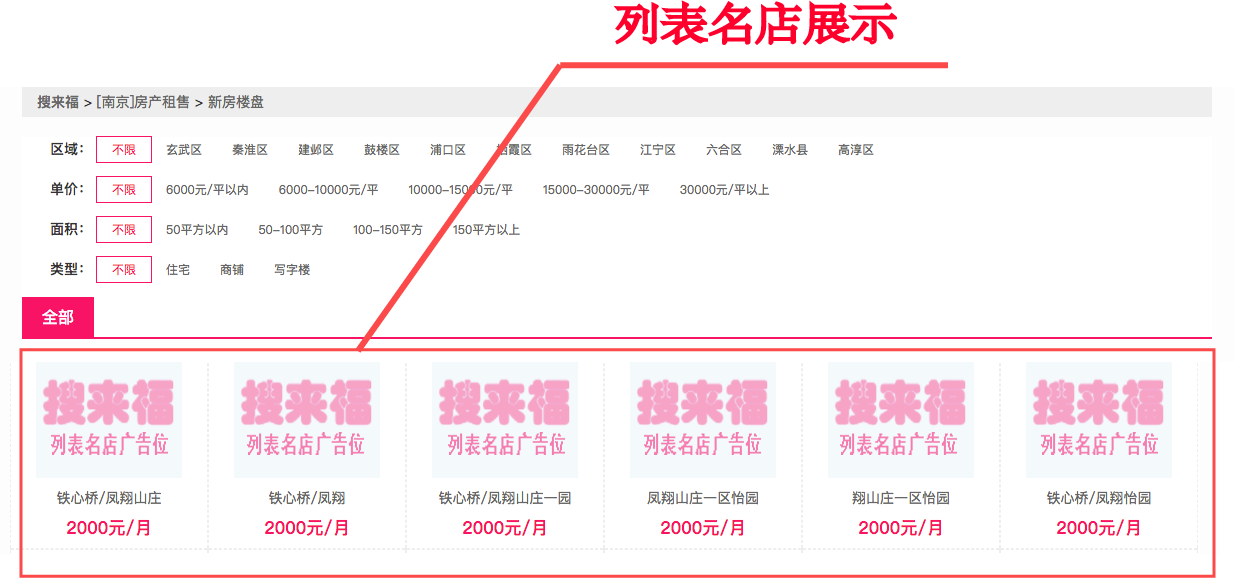 列表名店展示
搜来福 > [南京]房产租售 > 新房楼盘
区域: 不限 玄武区 秦淮区 建邺区 鼓楼区 浦口区 栖霞区 雨花台区 江宁区 六合区 溧水县 高淳区
单价: 不限 6000元/平以内 6000-10000元/平 10000-15000元/平 15000-30000元/平 30000元/平以上
面积: 不限 50平方以内 50-100平方 100-150平方 150平方以上
类型: 不限 住宅 商铺 写字楼
全部
搜来福 搜来福 搜来福 搜来福 搜来福 搜来福
列表名店广告位 列表名店广告位 列表名店广告位 列表名店广告位 列表名店广告位 列表名店广告位
铁心桥/凤翔山庄 铁心桥/凤翔 铁心桥/凤翔山庄一园 凤翔山庄一区怡园 翔山庄一区怡园 铁心桥/凤翔怡园
2000元/月 2000元/月 2000元/月 2000元/月 2000元/月 2000元/月